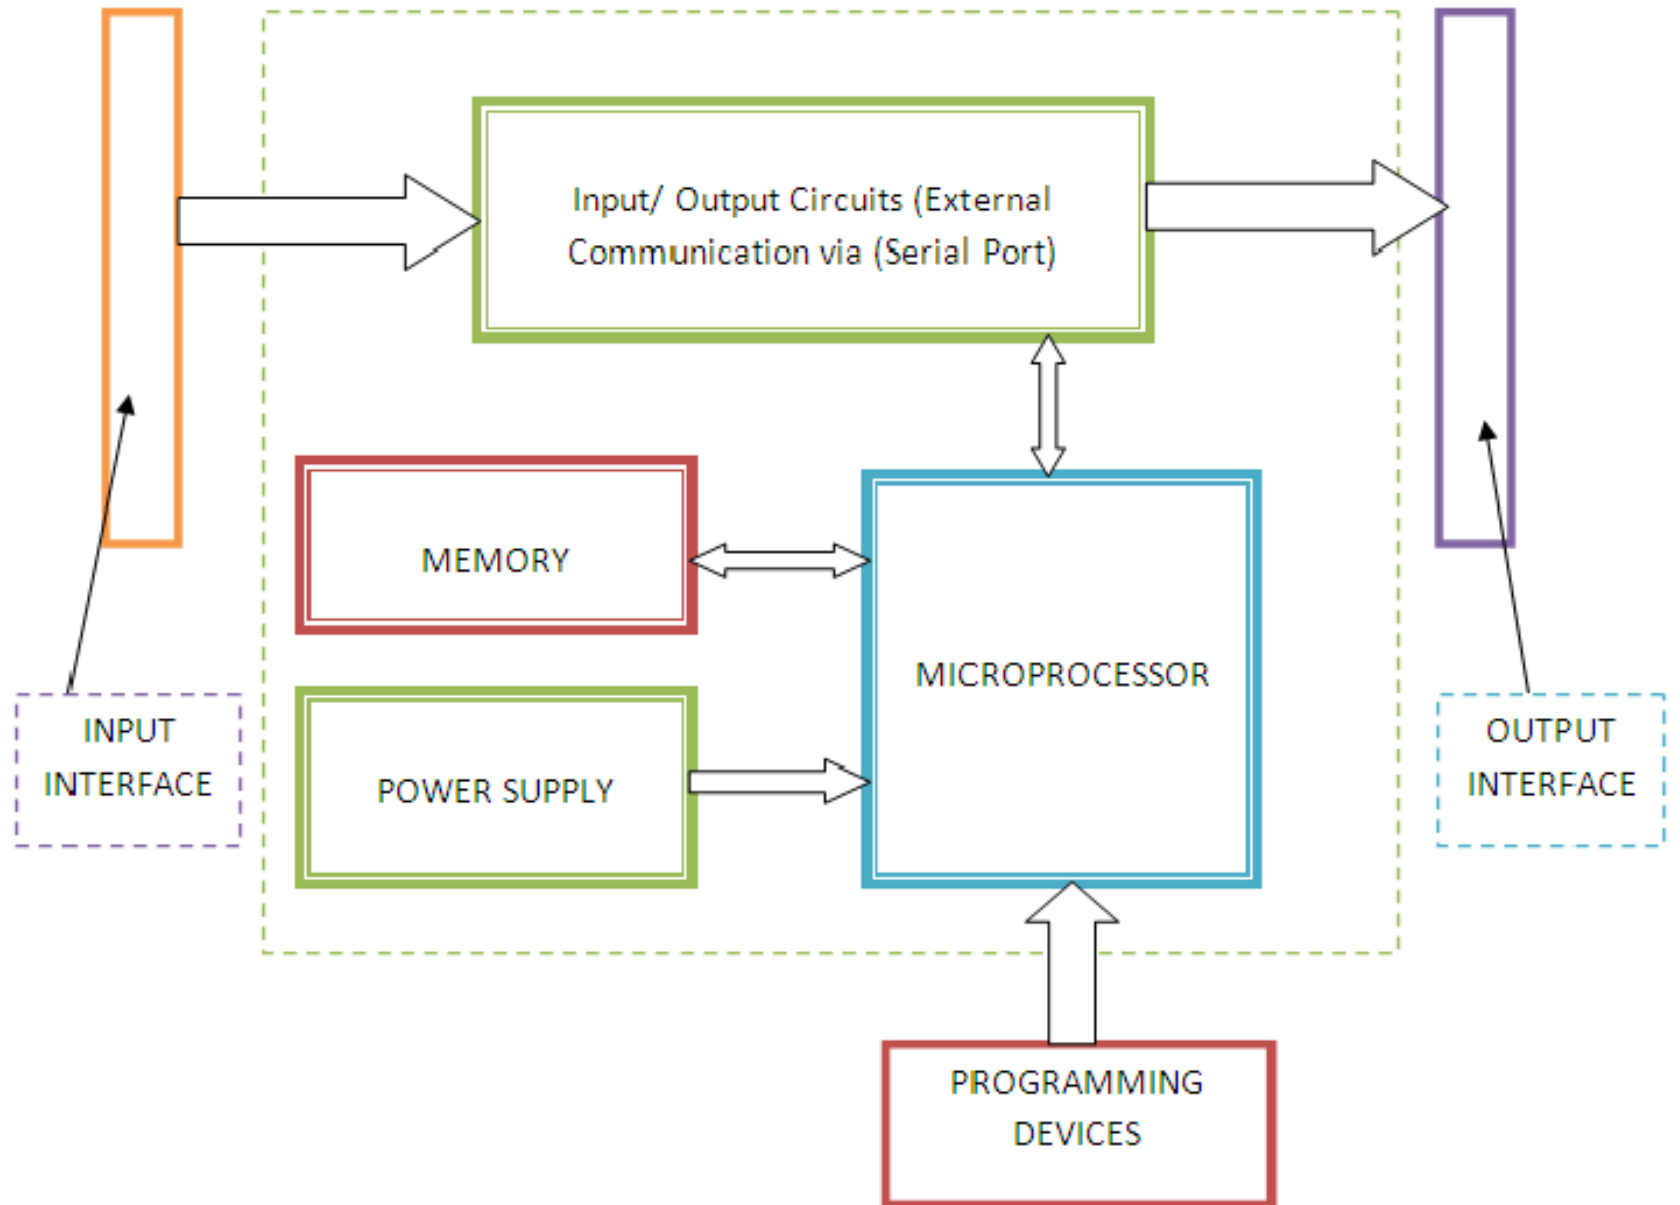 Input/ Output Circuits (External
Communication via (Serial Port)
MEMORY
MICROPROCESSOR
POWER SUPPLY
INPUT
INTERFACE
OUTPUT
INTERFACE
PROGRAMMING
DEVICES